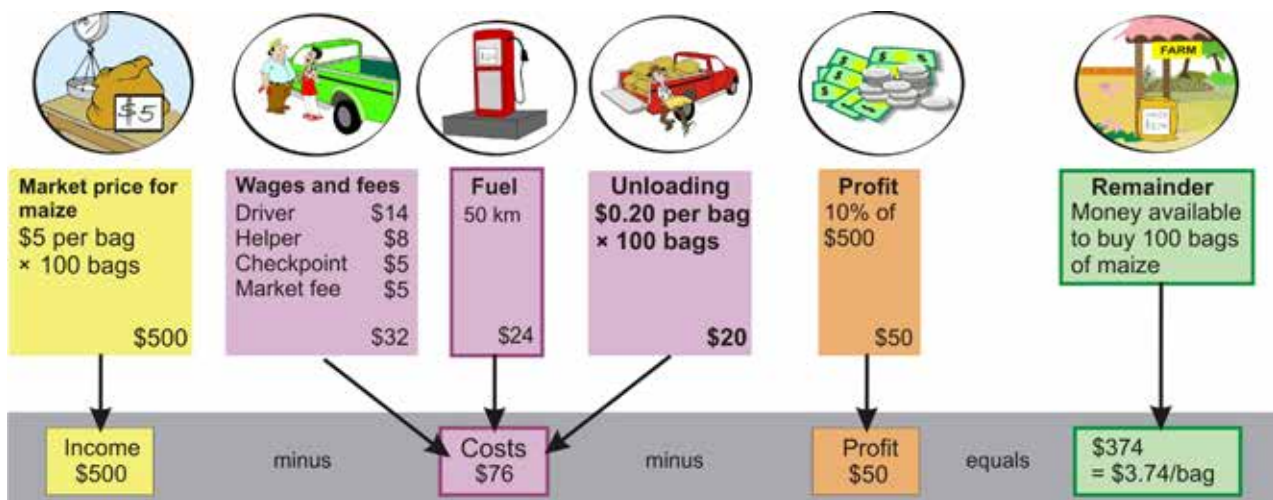 $5
FARM
Market price for
maize
$5 per bag
× 100 bags
$500
Wages and fees
Driver $14
Helper $8
Checkpoint $5
Market fee $5
$32
Fuel
50 km
$24
Unloading
$0.20 per bag
× 100 bags
$20
Profit
10% of
$500
$50
Remainder
Money available
to buy 100 bags
of maize
Income
$500
minus
Costs
$76
minus
Profit
$50
equals
$374
= $3.74/bag